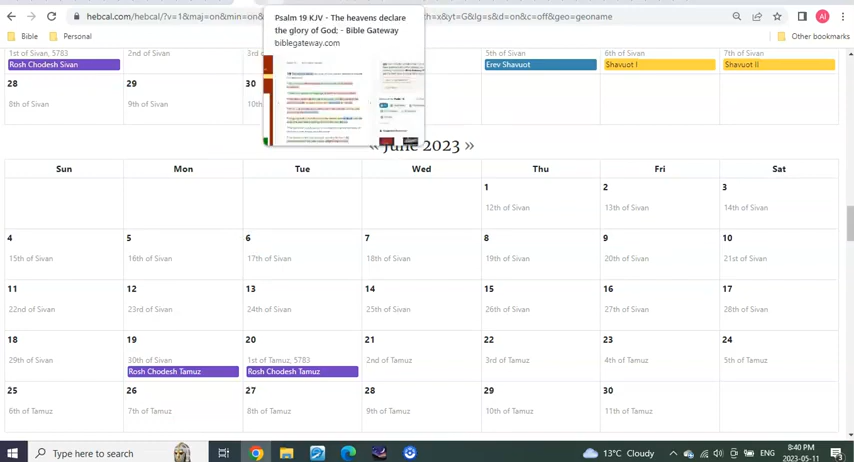 Psalm 19 KJV - The heavens declare
the glory of God; - Bible Gateway
biblegateway.com
hebcal.com/hebcal/?v=1&maj=on&min=on&
th=x&yt=G&lg=s&d=on&c=off&geo=geoname
Bible Personal Other bookmarks
1st of Sivan, 5783 2nd of Sivan 5th of Sivan 6th of Sivan 7th of Sivan
Rosh Chodesh Sivan Erev Shavuot Shavuot I Shavuot II
28 29 30
8th of Sivan 9th of Sivan
« June 2023 »
Sun Mon Tue Wed Thu Fri Sat
1 2 3
12th of Sivan 13th of Sivan 14th of Sivan
4 5 6 7 8 9 10
15th of Sivan 16th of Sivan 17th of Sivan 18th of Sivan 19th of Sivan 20th of Sivan 21st of Sivan
11 12 13 14 15 16 17
22nd of Sivan 23rd of Sivan 24th of Sivan 25th of Sivan 26th of Sivan 27th of Sivan 28th of Sivan
18 19 20 21 22 23 24
29th of Sivan 30th of Sivan 1st of Tamuz, 5783 2nd of Tamuz 3rd of Tamuz 4th of Tamuz 5th of Tamuz
Rosh Chodesh Tamuz Rosh Chodesh Tamuz
25 26 27 28 29 30
6th of Tamuz 7th of Tamuz 8th of Tamuz 9th of Tamuz 10th of Tamuz 11th of Tamuz
Type here to search 13°C Cloudy ENG 8:40 PM
2023-05-11